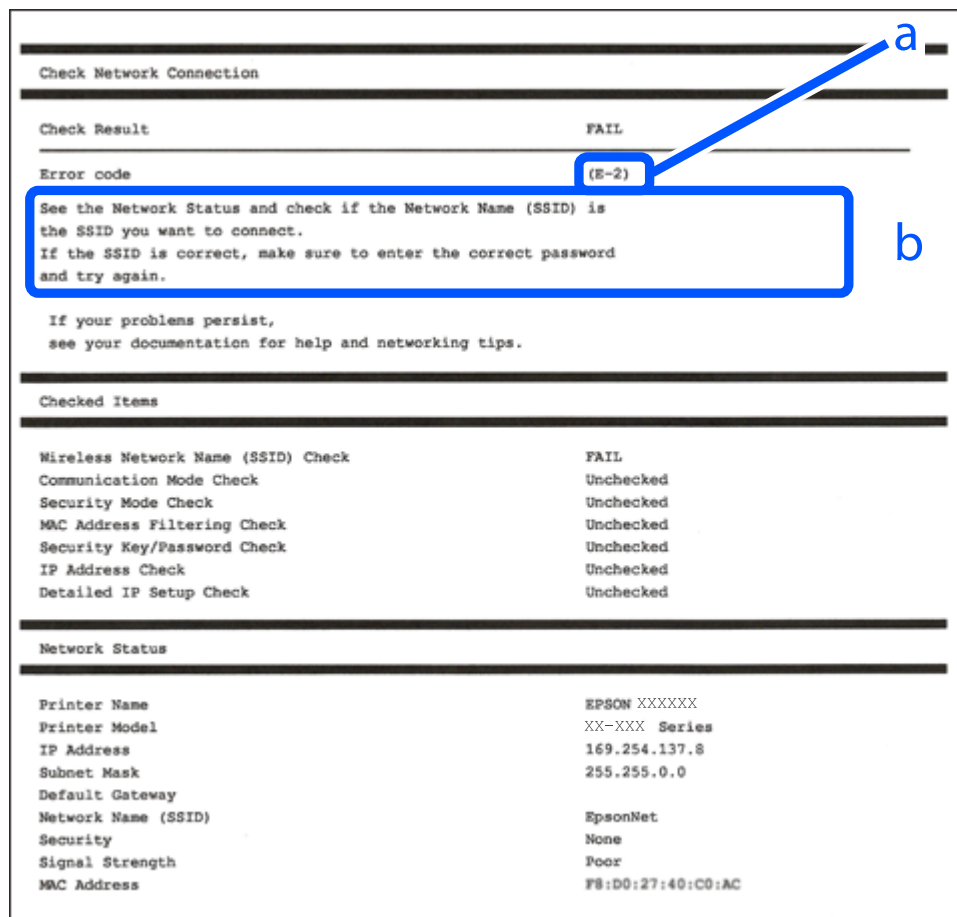 a
Check Network Connection
Check Result FAIL
Error code (E-2)
See the Network Status and check if the Network Name (SSID) is
the SSID you want to connect.
If the SSID is correct, make sure to enter the correct password
and try again.
b
If your problems persist,
see your documentation for help and networking tips.
Checked Items
Wireless Network Name (SSID) Check FAIL
Communication Mode Check Unchecked
Security Mode Check Unchecked
MAC Address Filtering Check Unchecked
Security Key/Password Check Unchecked
IP Address Check Unchecked
Detailed IP Setup Check Unchecked
Network Status
Printer Name EPSON XXXXXX
Printer Model XX-XXX Series
IP Address 169.254.137.8
Subnet Mask 255.255.0.0
Default Gateway
Network Name (SSID) EpsonNet
Security None
Signal Strength Poor
MAC Address F8:D0:27:40:C0:AC